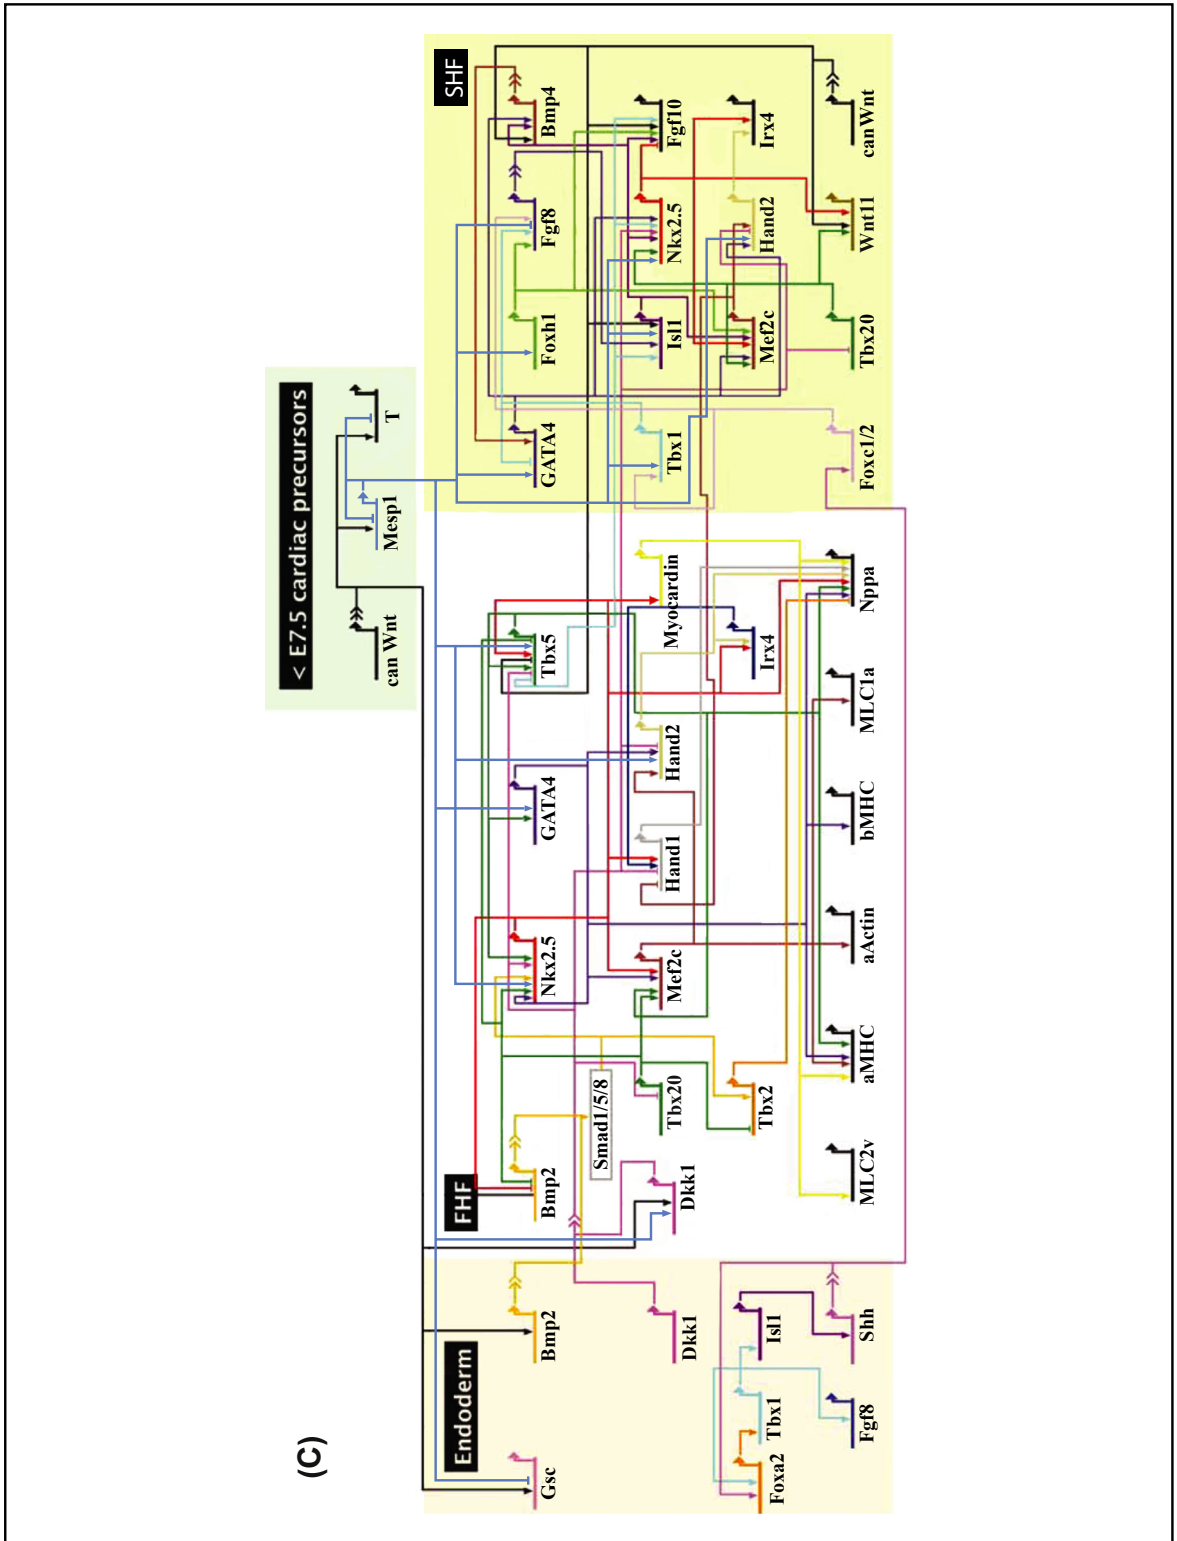 (C)
< E7.5 cardiac precursors
can Wnt
Mesp1
T
Endoderm
FHF
SHF
Gsc
Bmp2
Bmp2
Nkx2.5
GATA4
Tbx5
GATA4
Foxh1
Fgf8
Bmp4
Smad1/5/8
Dkk1
Dkk1
Tbx20
Mef2c
Hand1
Hand2
Myocardin
Tbx1
Isl1
Nkx2.5
Fgf10
Foxa2
Tbx1
Isl1
Tbx2
Irx4
Mef2c
Hand2
Irx4
Fgf8
Shh
MLC2v
aMHC
aActin
bMHC
MLC1a
Nppa
Foxc1/2
Tbx20
Wnt11
canWnt